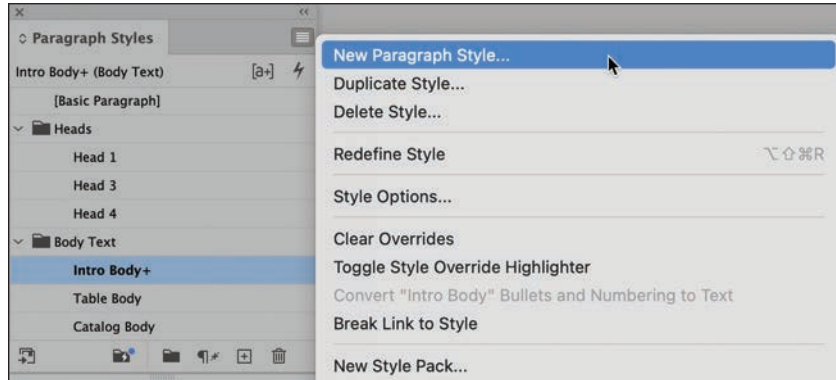 Paragraph Styles
Intro Body+ (Body Text) [a+]
[Basic Paragraph]
Heads
Head 1
Head 3
Head 4
Body Text
Intro Body+
Table Body
Catalog Body
New Paragraph Style...
Duplicate Style...
Delete Style...
Redefine Style ⌥⇧⌘R
Style Options...
Clear Overrides
Toggle Style Override Highlighter
Convert "Intro Body" Bullets and Numbering to Text
Break Link to Style
New Style Pack...